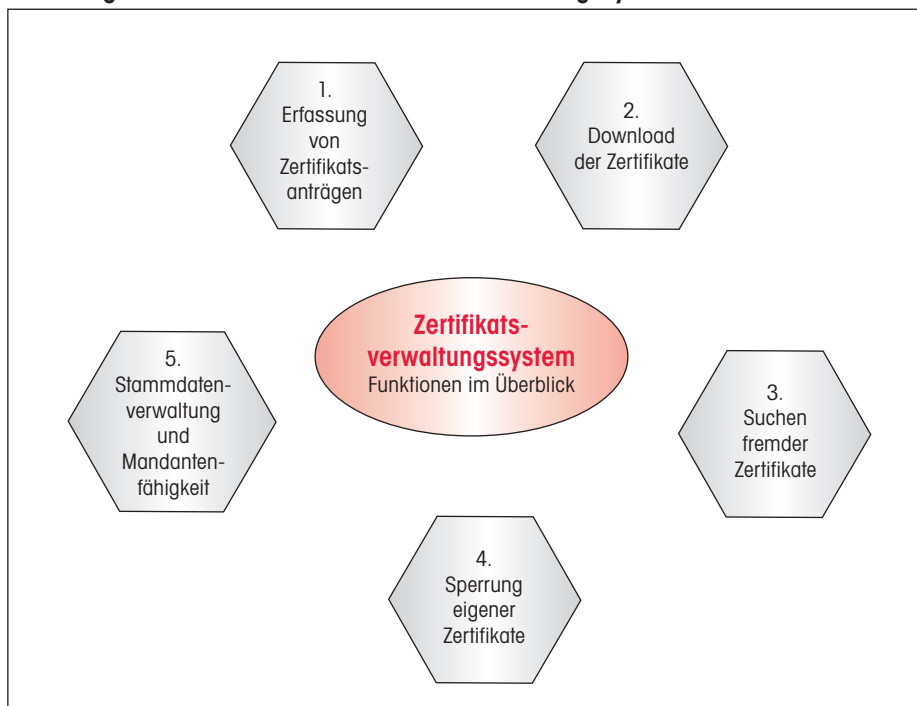 1.
Erfassung
von
Zertifikats-
anträgen
2.
Download
der Zertifikate
Zertifikats-
verwaltungssystem
Funktionen im Überblick
3.
Suchen
fremder
Zertifikate
4.
Sperrung
eigener
Zertifikate
5.
Stammdaten-
verwaltung
und
Mandanten-
fähigkeit